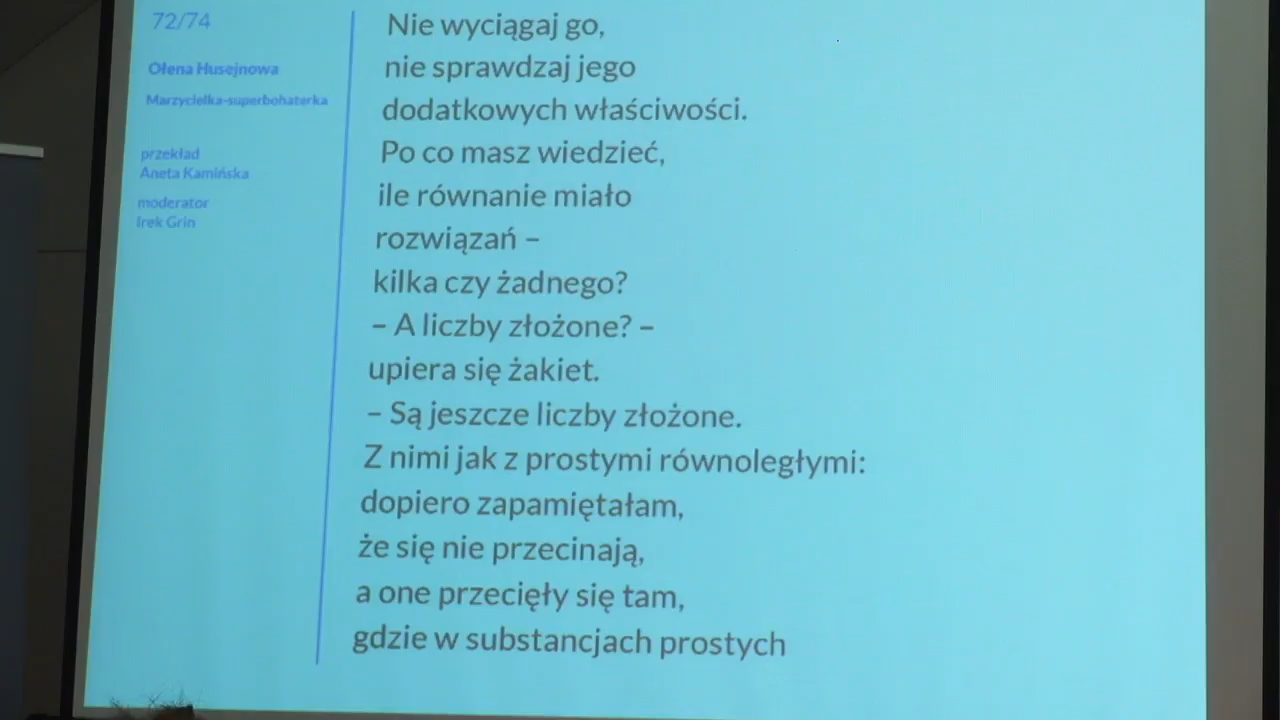 72/74
Ołena Husejnowa
Marzycielka-superbohaterka
przekład
Aneta Kamińska
moderator
Irek Grin
Nie wyciągaj go,
nie sprawdzaj jego
dodatkowych właściwości.
Po co masz wiedzieć,
ile równanie miało
rozwiązań –
kilka czy żadnego?
– A liczby złożone? –
upiera się żakiet.
– Są jeszcze liczby złożone.
Z nimi jak z prostymi równoległymi:
dopiero zapamiętałam,
że się nie przecinają,
a one przecięły się tam,
gdzie w substancjach prostych